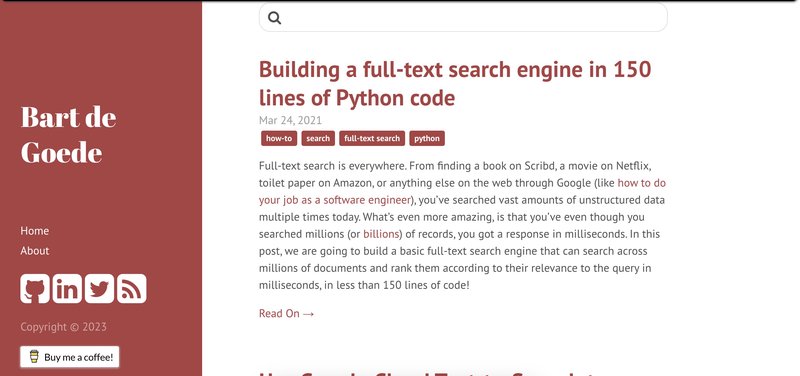 Bart de
Goede
Home
About
Copyright © 2023
Buy me a coffee!
Building a full-text search engine in 150
lines of Python code
Mar 24, 2021
how-to search full-text search python
Full-text search is everywhere. From finding a book on Scribd, a movie on Netflix,
toilet paper on Amazon, or anything else on the web through Google (like how to do
your job as a software engineer), you've searched vast amounts of unstructured data
multiple times today. What's even more amazing, is that you've even though you
searched millions (or billions) of records, you got a response in milliseconds. In this
post, we are going to build a basic full-text search engine that can search across
millions of documents and rank them according to their relevance to the query in
milliseconds, in less than 150 lines of code!
Read On →